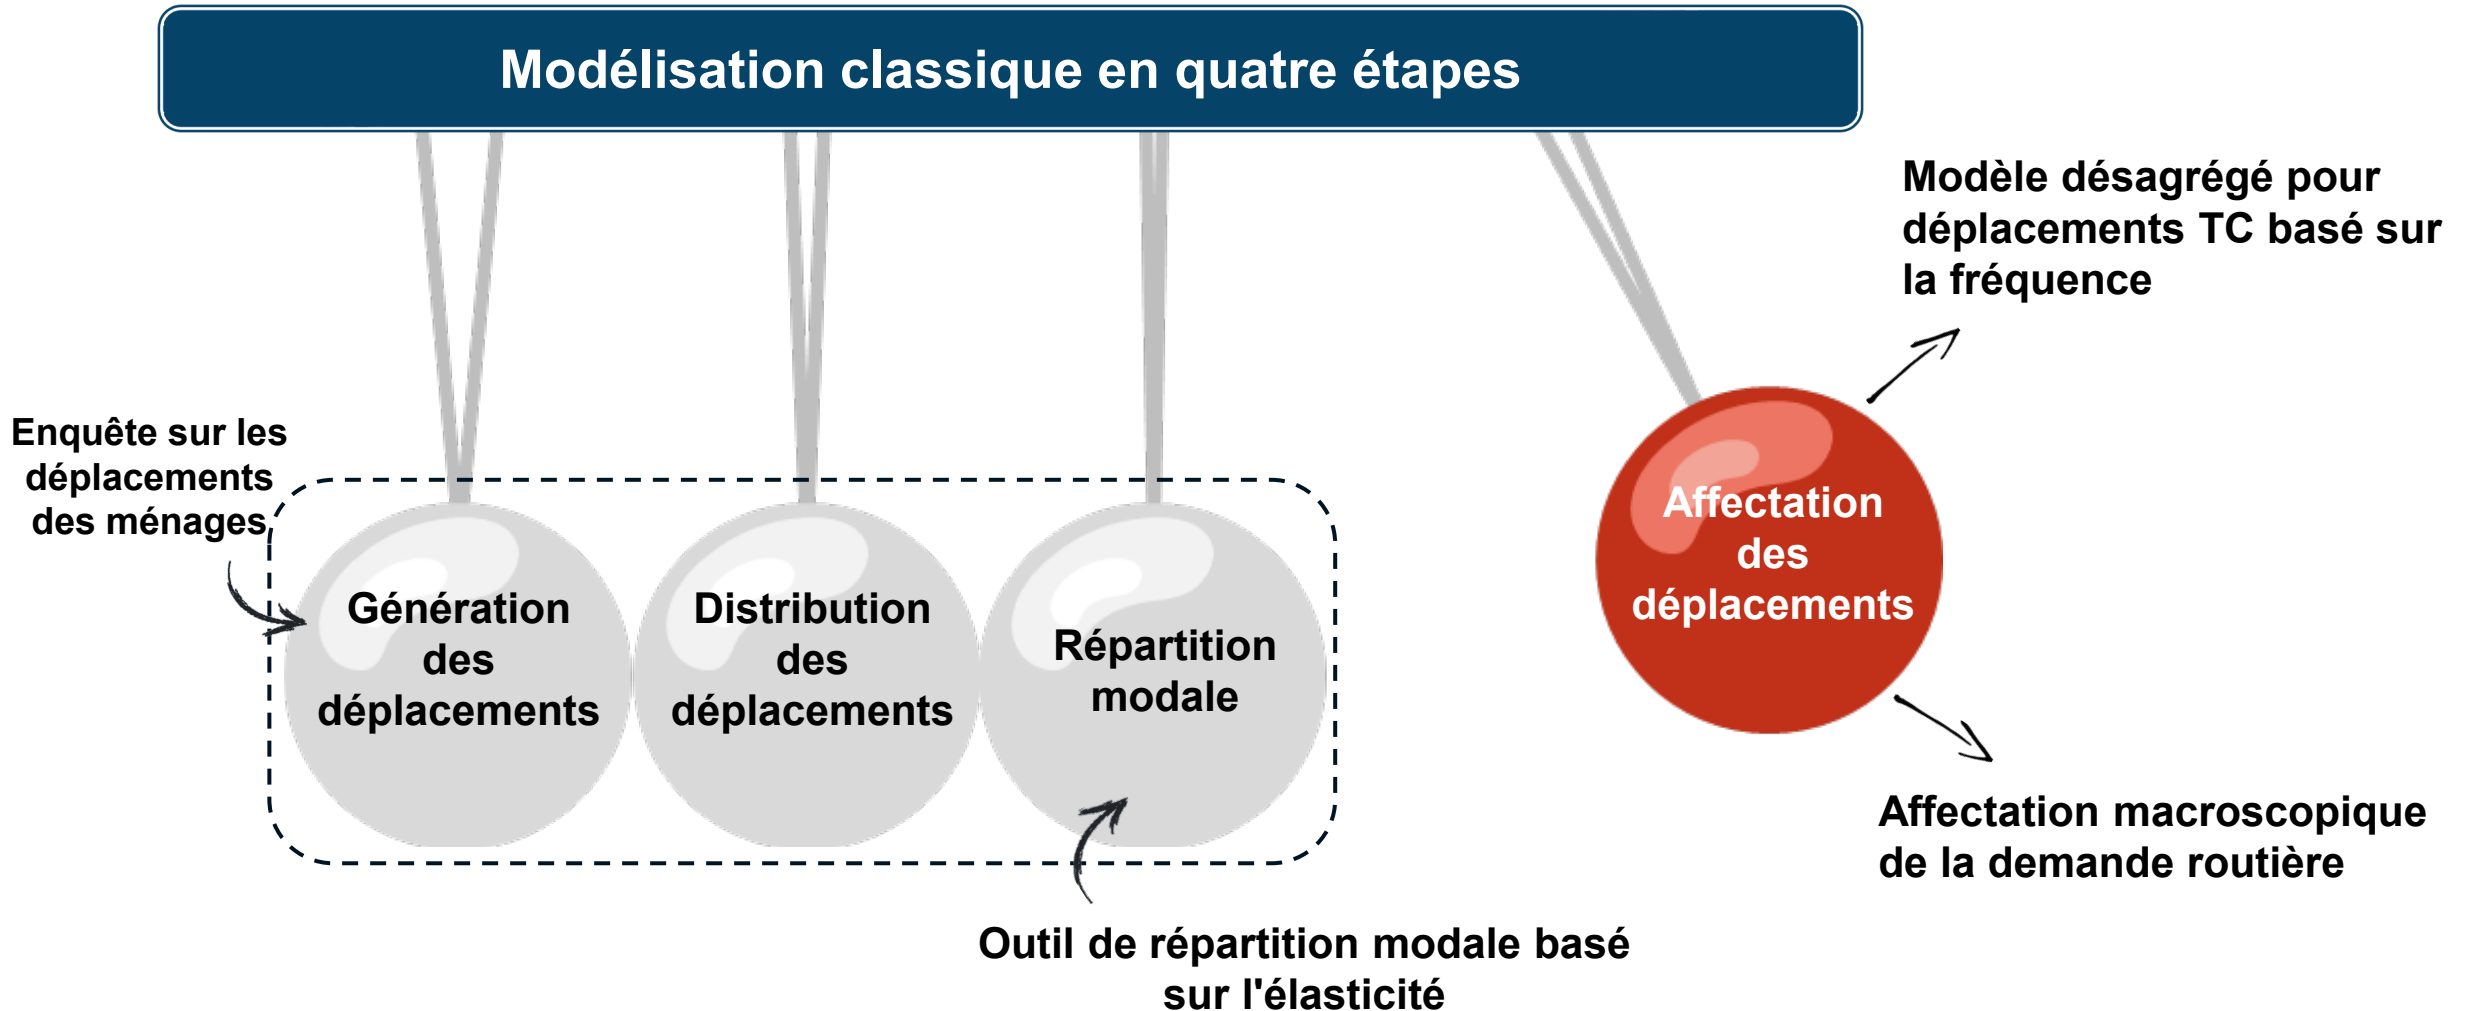 Modélisation classique en quatre étapes
Modèle désagrégé pour
déplacements TC basé sur
la fréquence
Enquête sur les
déplacements
des ménages
Génération
des
déplacements
Distribution
des
déplacements
Répartition
modale
Affectation
des
déplacements
Affectation macroscopique
de la demande routière
Outil de répartition modale basé
sur l'élasticité